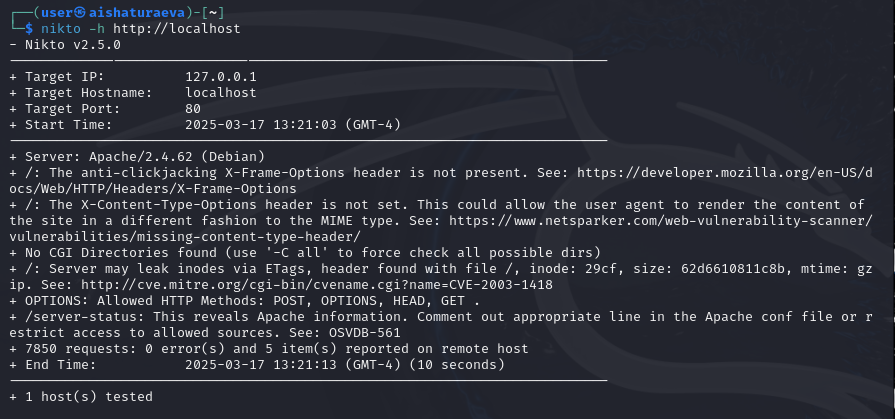 ┌──(user㉿aishaturaeva)-[~]
└─$ nikto -h http://localhost
- Nikto v2.5.0
---------------------------------------------------------------------------
+ Target IP:          127.0.0.1
+ Target Hostname:    localhost
+ Target Port:        80
+ Start Time:         2025-03-17 13:21:03 (GMT-4)
---------------------------------------------------------------------------
+ Server: Apache/2.4.62 (Debian)
+ /: The anti-clickjacking X-Frame-Options header is not present. See: https://developer.mozilla.org/en-US/d
ocs/Web/HTTP/Headers/X-Frame-Options
+ /: The X-Content-Type-Options header is not set. This could allow the user agent to render the content of
the site in a different fashion to the MIME type. See: https://www.netsparker.com/web-vulnerability-scanner/
vulnerabilities/missing-content-type-header/
+ No CGI Directories found (use '-C all' to force check all possible dirs)
+ /: Server may leak inodes via ETags, header found with file /, inode: 29cf, size: 62d6610811c8b, mtime: gz
ip. See: http://cve.mitre.org/cgi-bin/cvename.cgi?name=CVE-2003-1418
+ OPTIONS: Allowed HTTP Methods: POST, OPTIONS, HEAD, GET .
+ /server-status: This reveals Apache information. Comment out appropriate line in the Apache conf file or r
estrict access to allowed sources. See: OSVDB-561
+ 7850 requests: 0 error(s) and 5 item(s) reported on remote host
+ End Time:           2025-03-17 13:21:13 (GMT-4) (10 seconds)
---------------------------------------------------------------------------
+ 1 host(s) tested